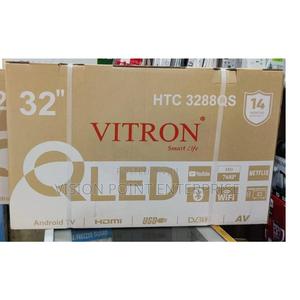 32"
HTC 3288QS
14
VITRON®
Smart Life
QLED
VISION POINT ENTERPRISE
YouTube
NETFLIX
WiFi
Android TV
HDMI
USB
DVB
AV